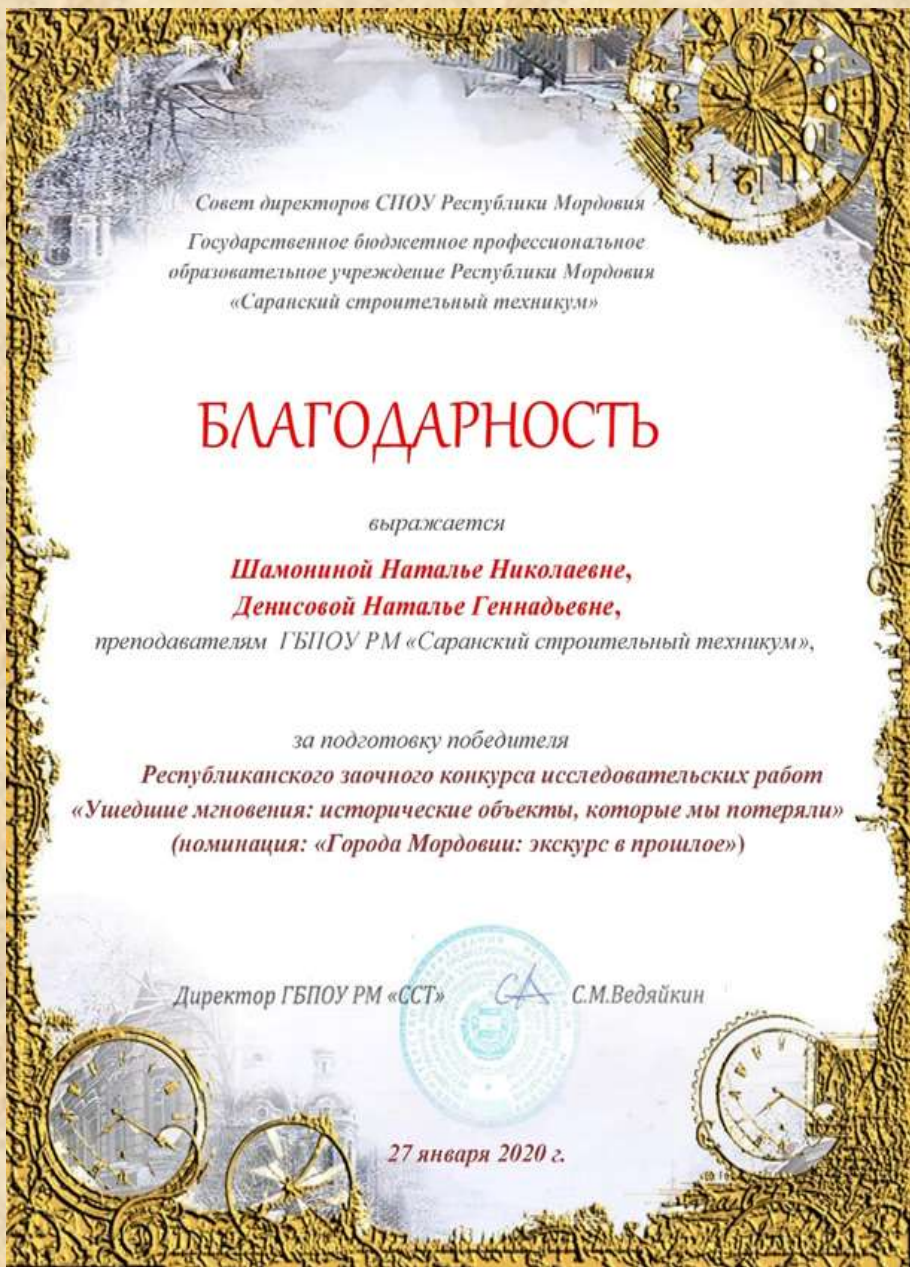 Совет директоров СПОУ Республики Мордовия
Государственное бюджетное профессиональное
образовательное учреждение Республики Мордовия
«Саранский строительный техникум»
БЛАГОДАРНОСТЬ
выражается
Шамониной Наталье Николаевне,
Денисовой Наталье Геннадьевне,
преподавателям ГБПОУ РМ «Саранский строительный техникум»,
за подготовку победителя
Республиканского заочного конкурса исследовательских работ
«Ушедшие мгновения: исторические объекты, которые мы потеряли»
(номинация: «Города Мордовии: экскурс в прошлое»)
Директор ГБПОУ РМ «ССТ» С.М.Ведяйкин
27 января 2020 г.